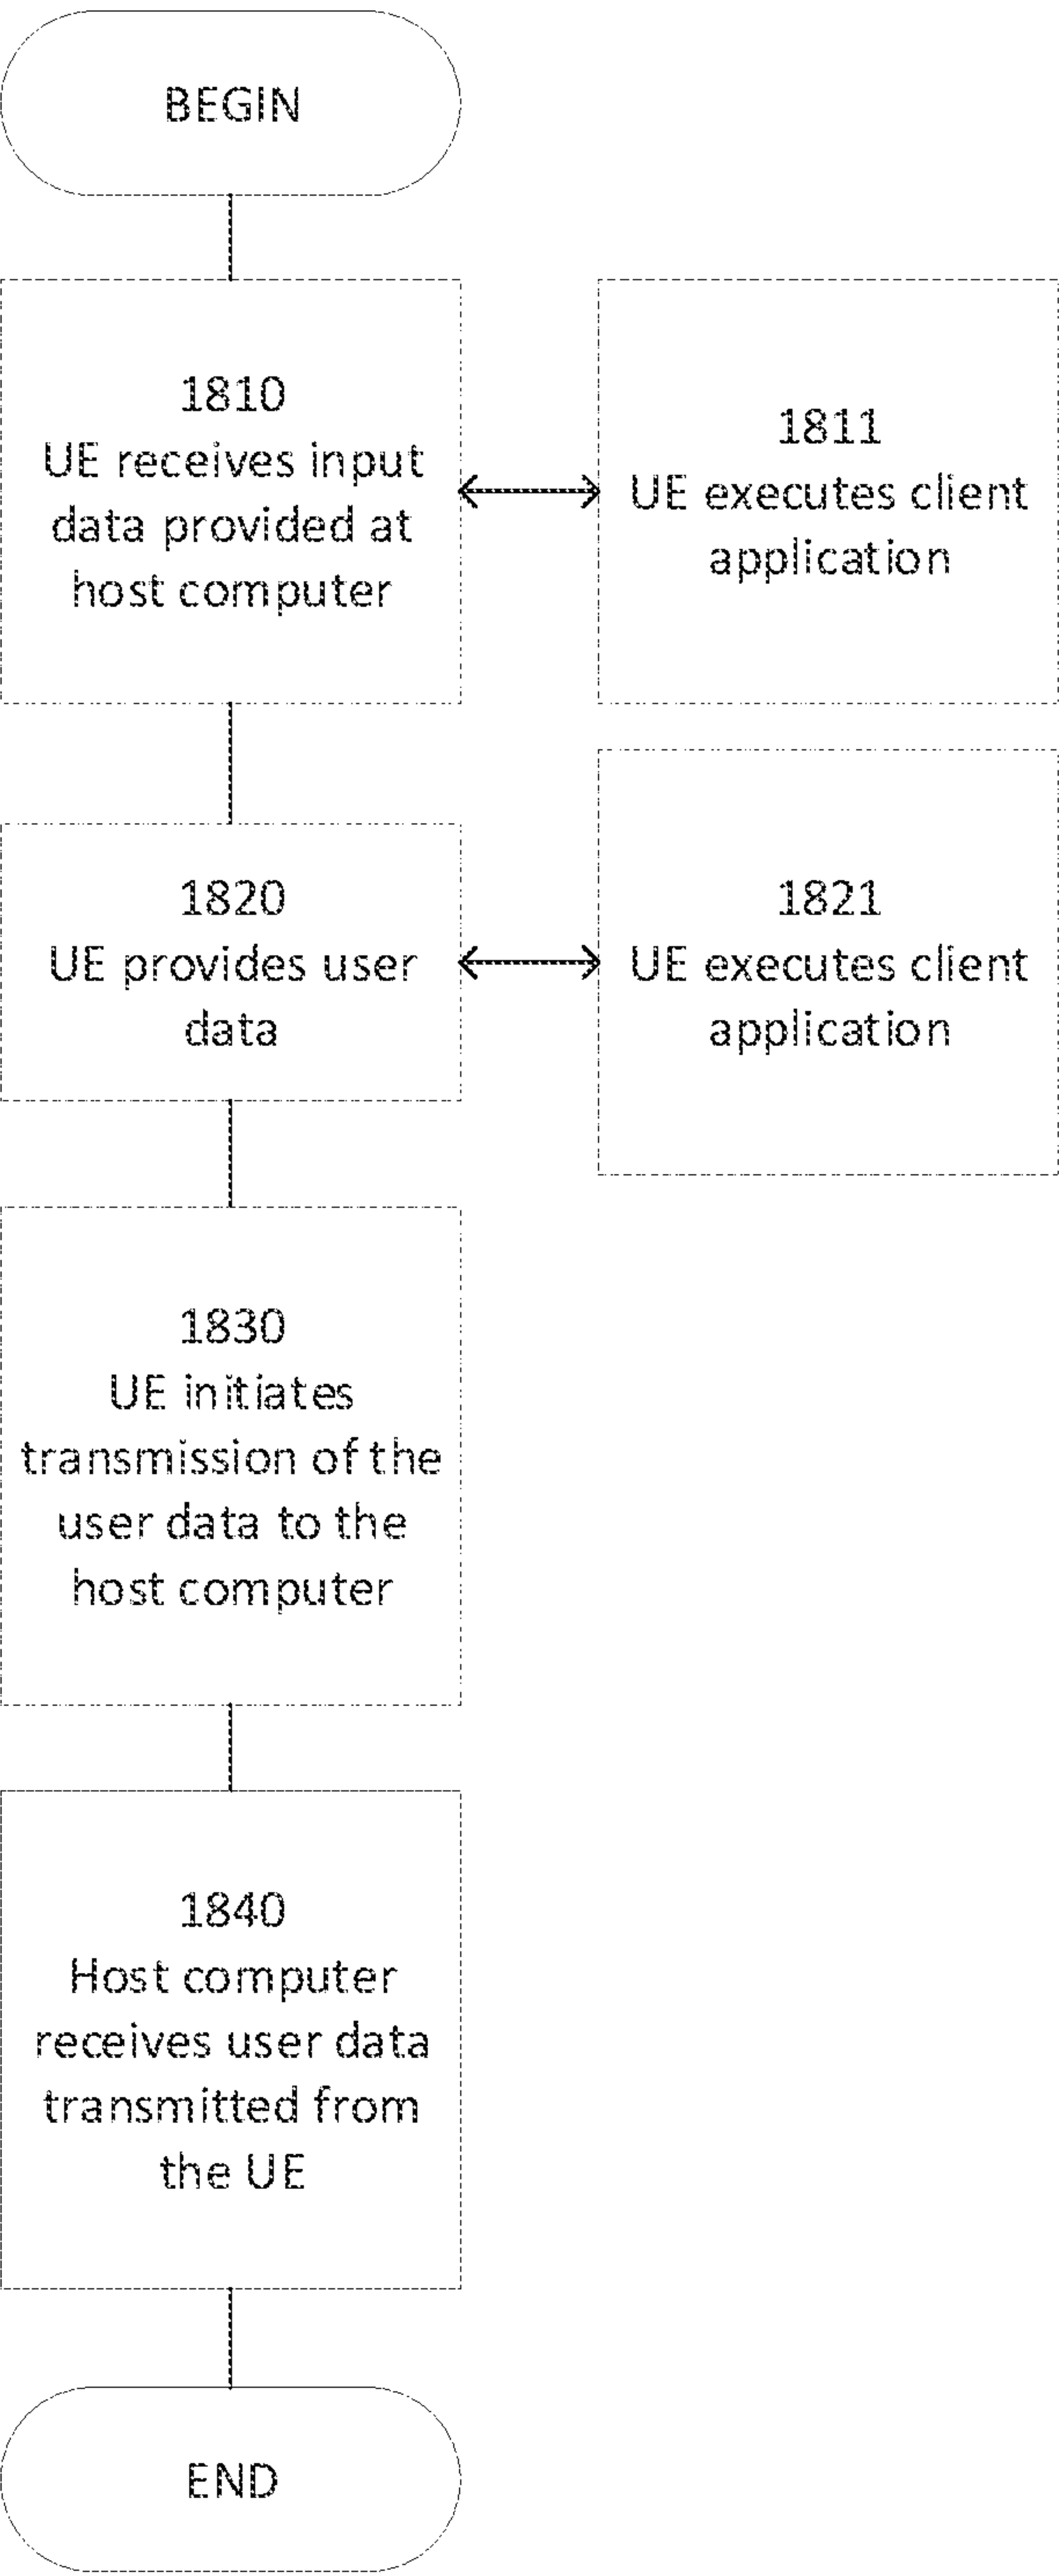 BEGIN
1810
UE receives input
data provided at
host computer
1811
UE executes client
application
1820
UE provides user
data
1821
UE executes client
application
1830
UE initiates
transmission of the
user data to the
host computer
1840
Host computer
receives user data
transmitted from
the UE
END